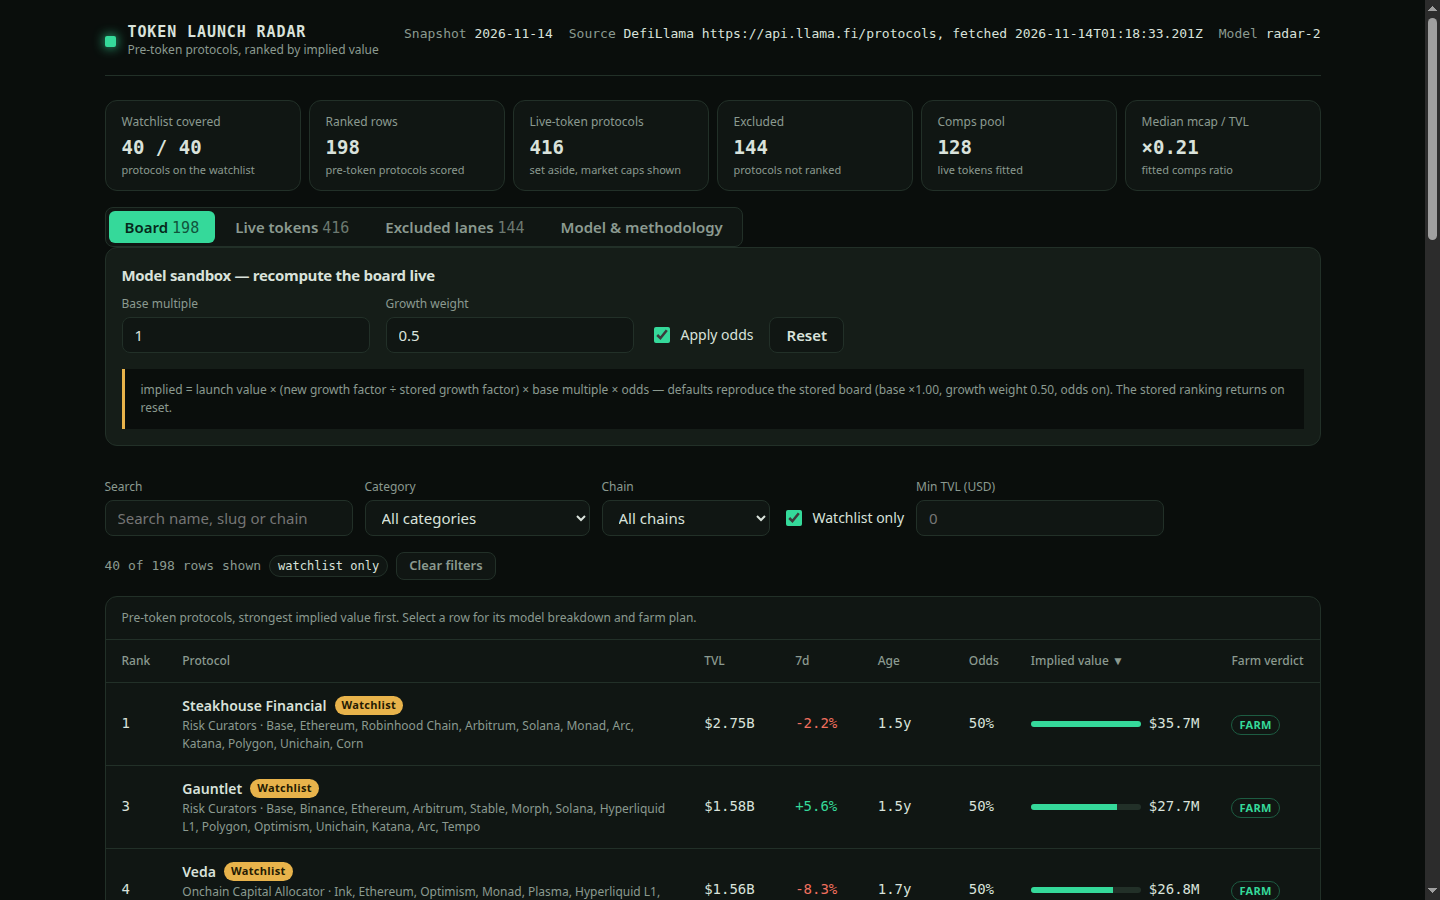 TOKEN LAUNCH RADAR
Pre-token protocols, ranked by implied value
Snapshot 2026-11-14 Source DefiLlama https://api.llama.fi/protocols, fetched 2026-11-14T01:18:33.201Z Model radar-2
Watchlist covered
40 / 40
protocols on the watchlist
Ranked rows
198
pre-token protocols scored
Live-token protocols
416
set aside, market caps shown
Excluded
144
protocols not ranked
Comps pool
128
live tokens fitted
Median mcap / TVL
×0.21
fitted comps ratio
Board 198 Live tokens 416 Excluded lanes 144 Model & methodology
Model sandbox — recompute the board live
Base multiple Growth weight
1 0.5 Apply odds Reset
implied = launch value × (new growth factor ÷ stored growth factor) × base multiple × odds — defaults reproduce the stored board (base ×1.00, growth weight 0.50, odds on). The stored ranking returns on
reset.
Search Category Chain Min TVL (USD)
Search name, slug or chain All categories All chains Watchlist only 0
40 of 198 rows shown watchlist only Clear filters
Pre-token protocols, strongest implied value first. Select a row for its model breakdown and farm plan.
Rank Protocol TVL 7d Age Odds Implied value ▼ Farm verdict
Steakhouse Financial Watchlist
1 $2.75B -2.2% 1.5y 50% $35.7M FARM
Risk Curators · Base, Ethereum, Robinhood Chain, Arbitrum, Solana, Monad, Arc,
Katana, Polygon, Unichain, Corn
Gauntlet Watchlist
3 $1.58B +5.6% 1.5y 50% $27.7M FARM
Risk Curators · Base, Binance, Ethereum, Arbitrum, Stable, Morph, Solana, Hyperliquid
L1, Polygon, Optimism, Unichain, Katana, Arc, Tempo
Veda Watchlist
4 $1.56B -8.3% 1.7y 50% $26.8M FARM
Onchain Capital Allocator · Ink, Ethereum, Optimism, Monad, Plasma, Hyperliquid L1,